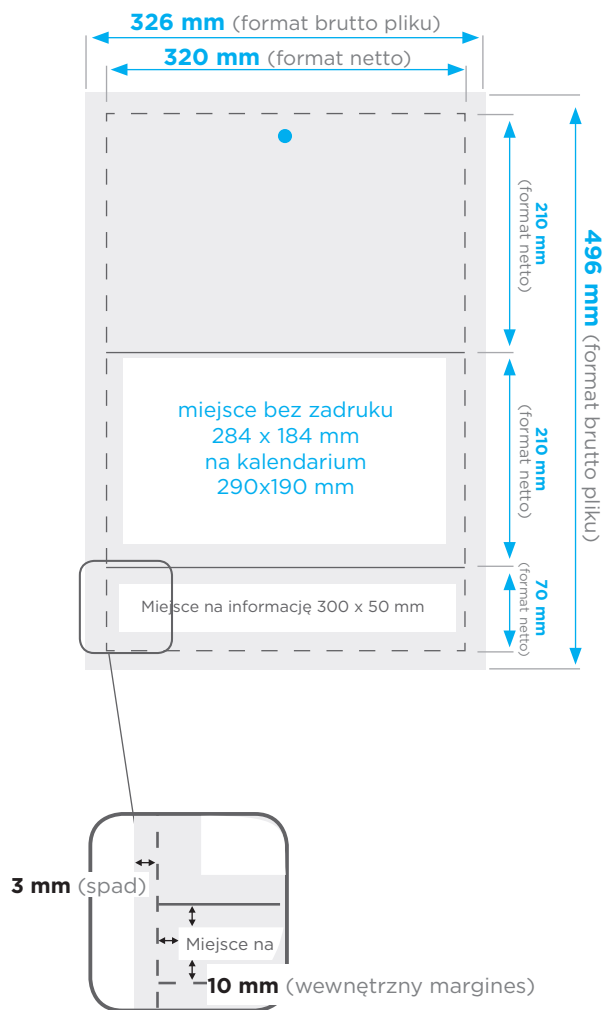 326 mm (format brutto pliku)
320 mm (format netto)
210 mm
(format netto)
496 mm (format brutto pliku)
miejsce bez zadruku
284 x 184 mm
na kalendarium
290x190 mm
210 mm
(format netto)
70 mm
(format netto)
Miejsce na informację 300 x 50 mm
3 mm (spad)
Miejsce na
10 mm (wewnętrzny margines)